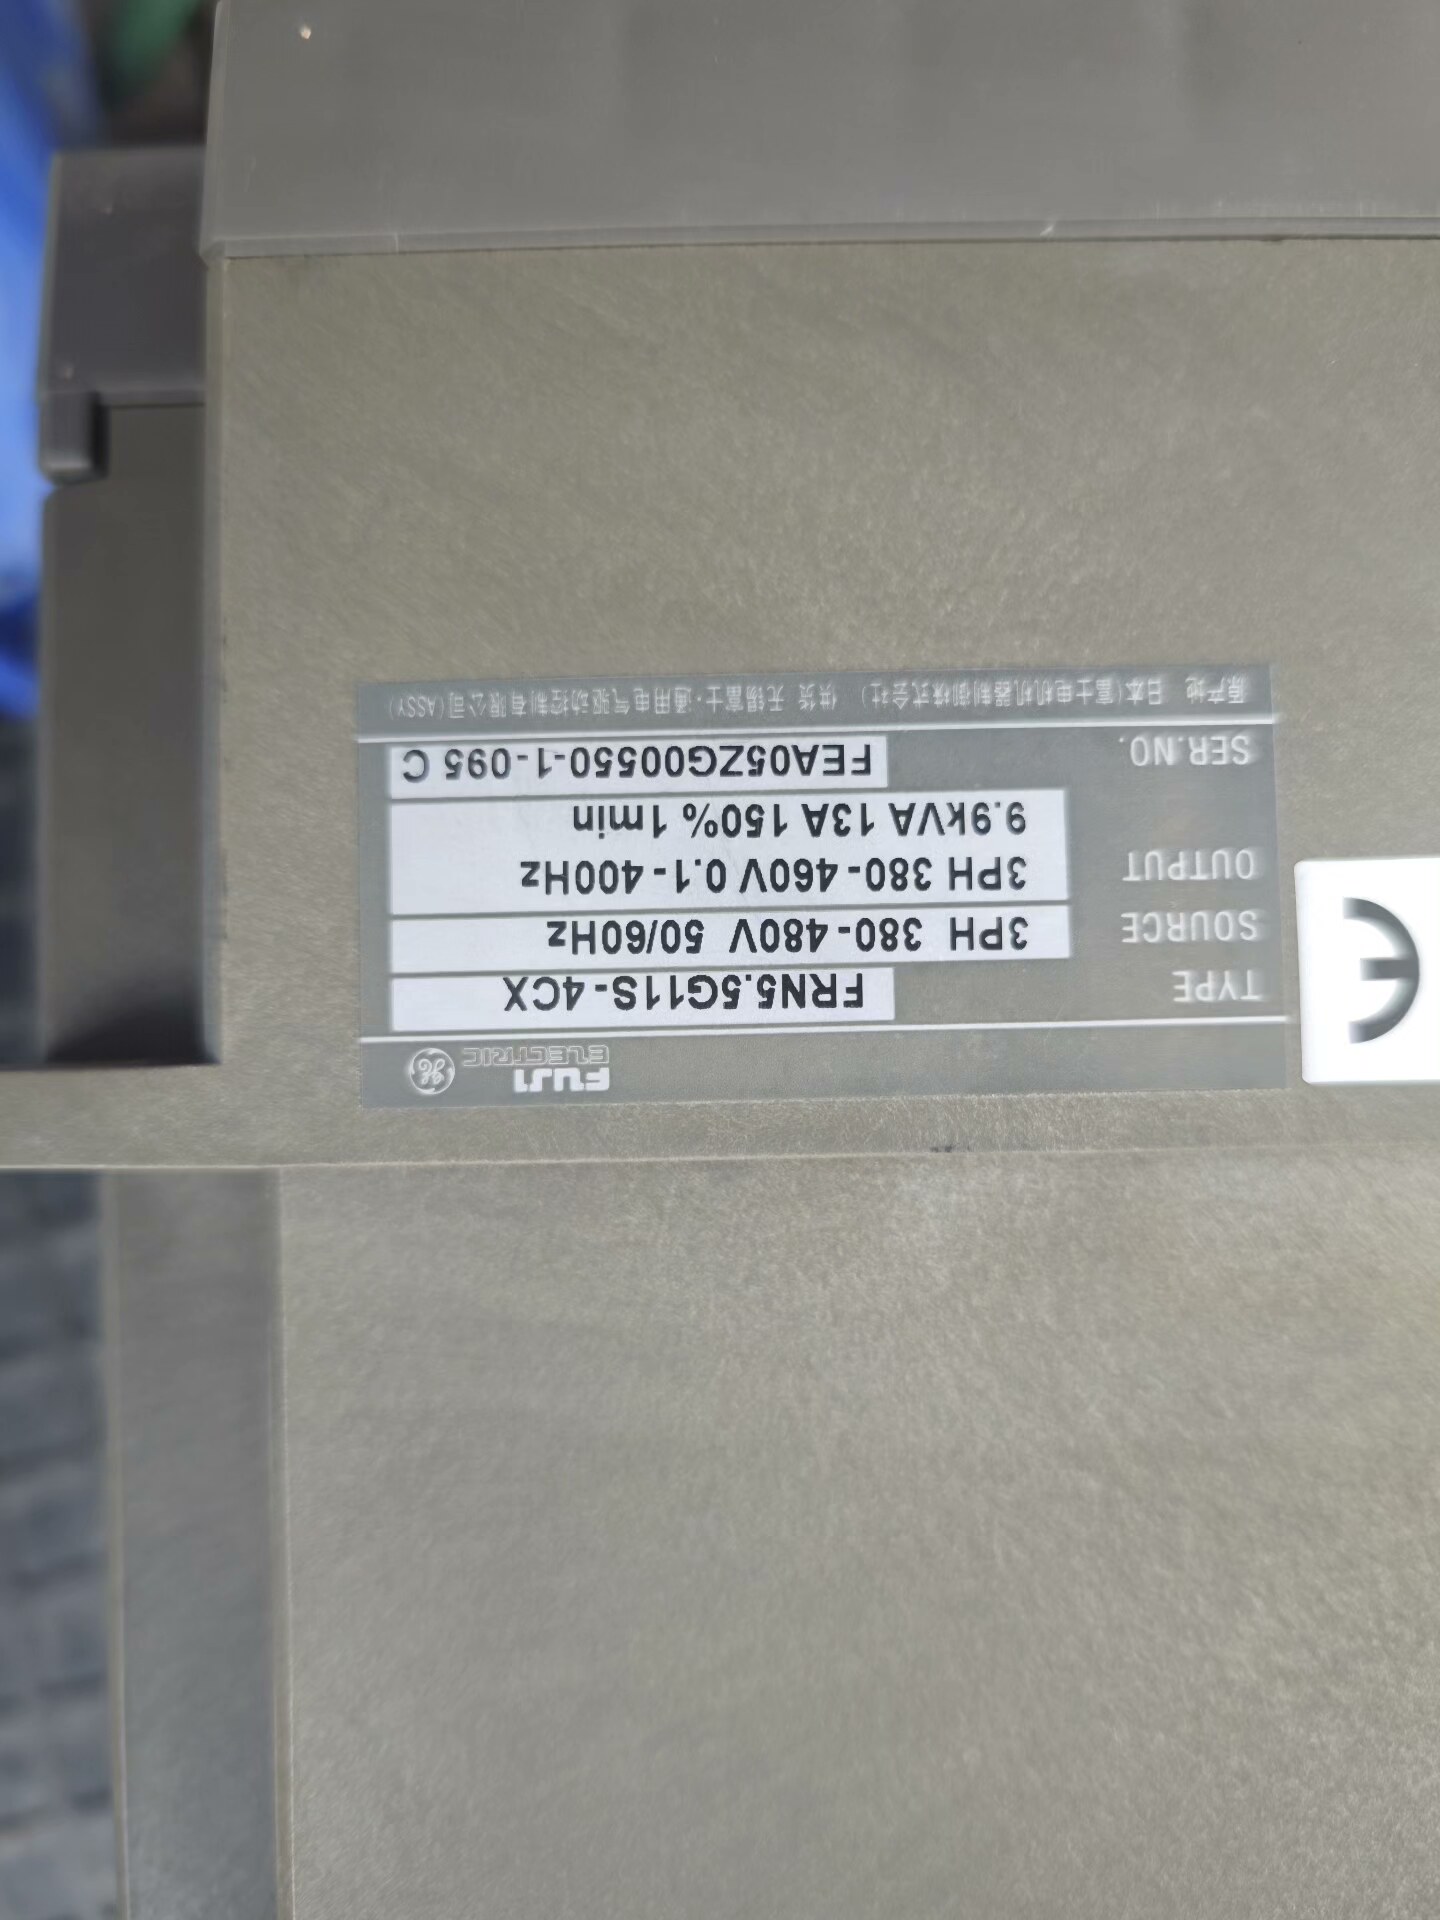 FUJI
ELECTRIC
TYPE FRN5.5G11S-4CX
SOURCE 3PH 380-480V 50/60Hz
OUTPUT 3PH 380-460V 0.1-400Hz
9.9kVA 13A 150% 1min
SER.NO. FEA05ZG00550-1-095 C
原产地 日本(富士电机机器制御株式会社) 供货 无锡富士·通用电气驱动控制有限公司(ASSY)
CE